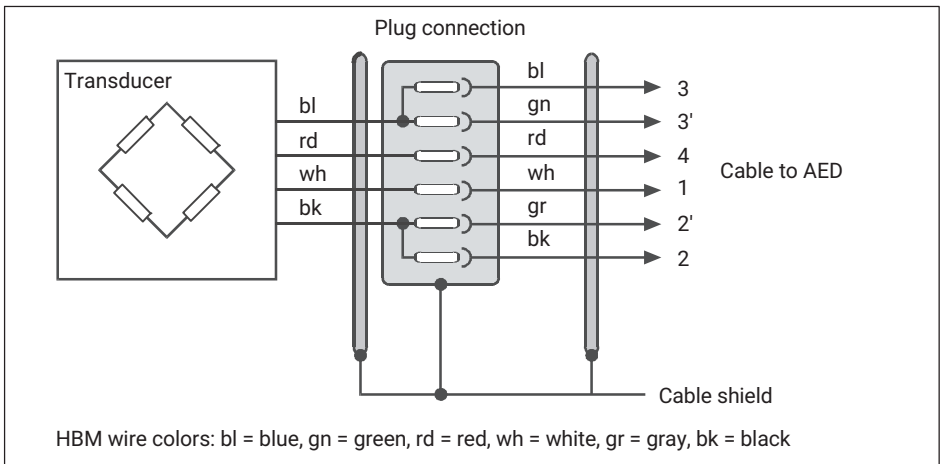 Plug connection
Transducer
bl
rd
wh
bk
bl
gn
rd
wh
gr
bk
3
3'
4
1
2'
2
Cable to AED
Cable shield
HBM wire colors: bl = blue, gn = green, rd = red, wh = white, gr = gray, bk = black